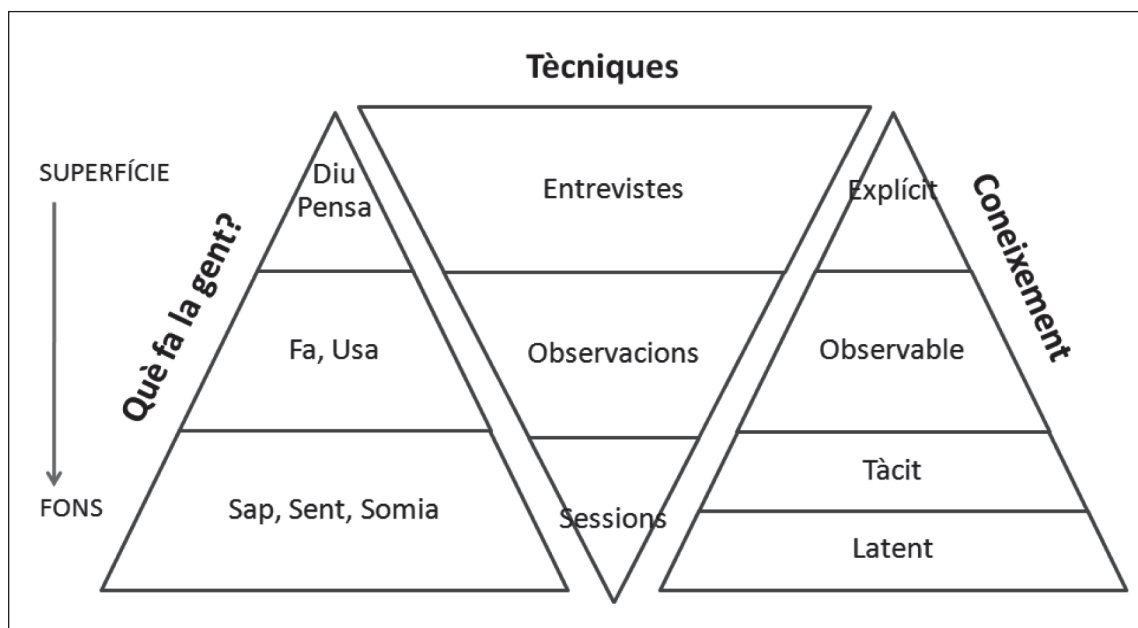 Tècniques
SUPERFÍCIE
FONS
Què fa la gent?
Diu
Pensa
Fa, Usa
Sap, Sent, Somia
Entrevistes
Observacions
Sessions
Explícit
Observable
Tàcit
Latent
Coneixement